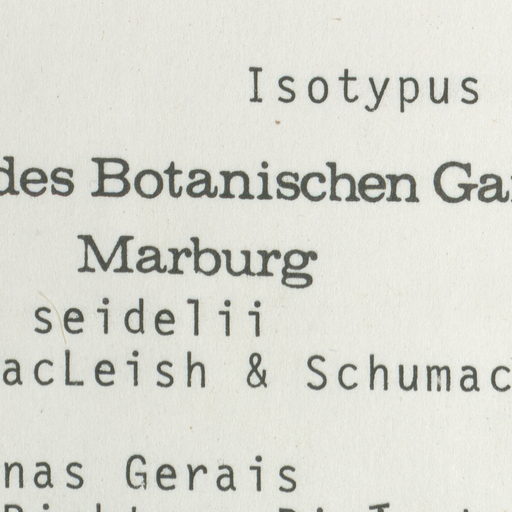 Isotypus
des Botanischen Ga
Marburg
seidelii
acLeish & Schumac
nas Gerais